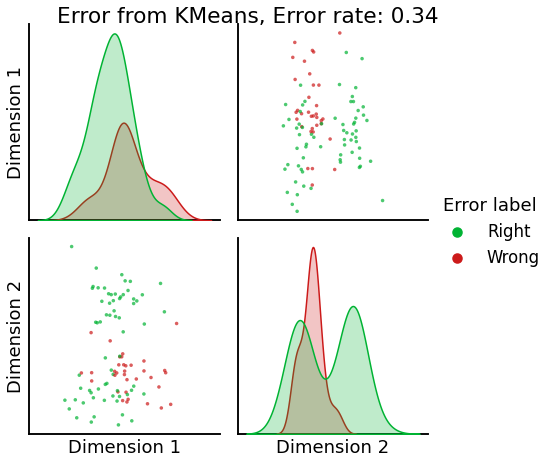 Error from KMeans, Error rate: 0.34
Dimension 1
Error label
Right
Wrong
Dimension 2
Dimension 1
Dimension 2